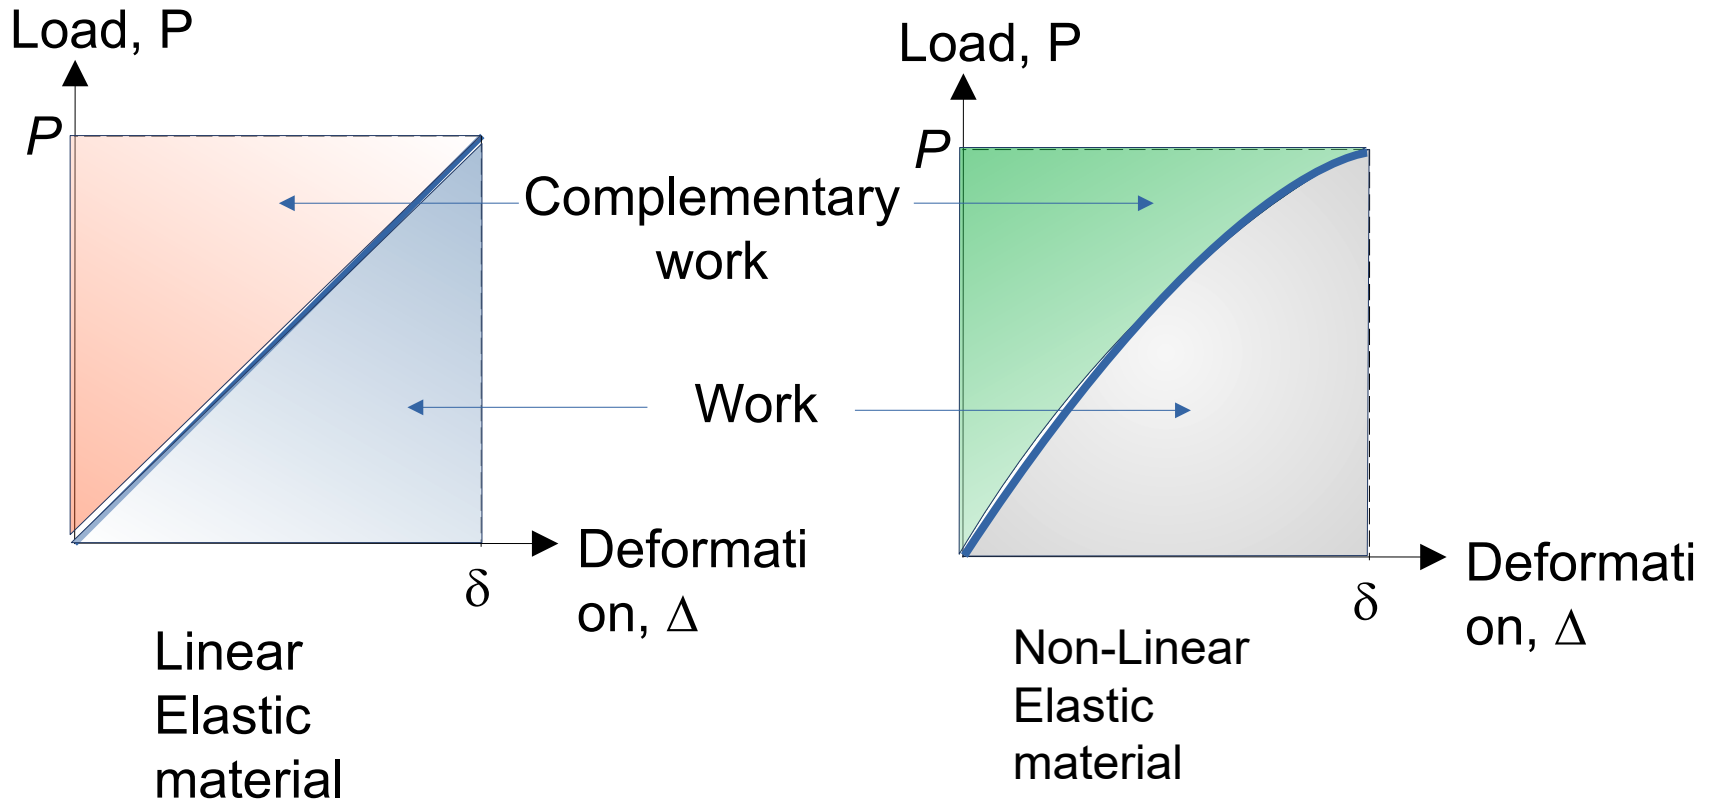 Load, P
P
Complementary
work
Work
Deformati
on, Δ
δ
Linear
Elastic
material
Load, P
P
Deformati
on, Δ
δ
Non-Linear
Elastic
material